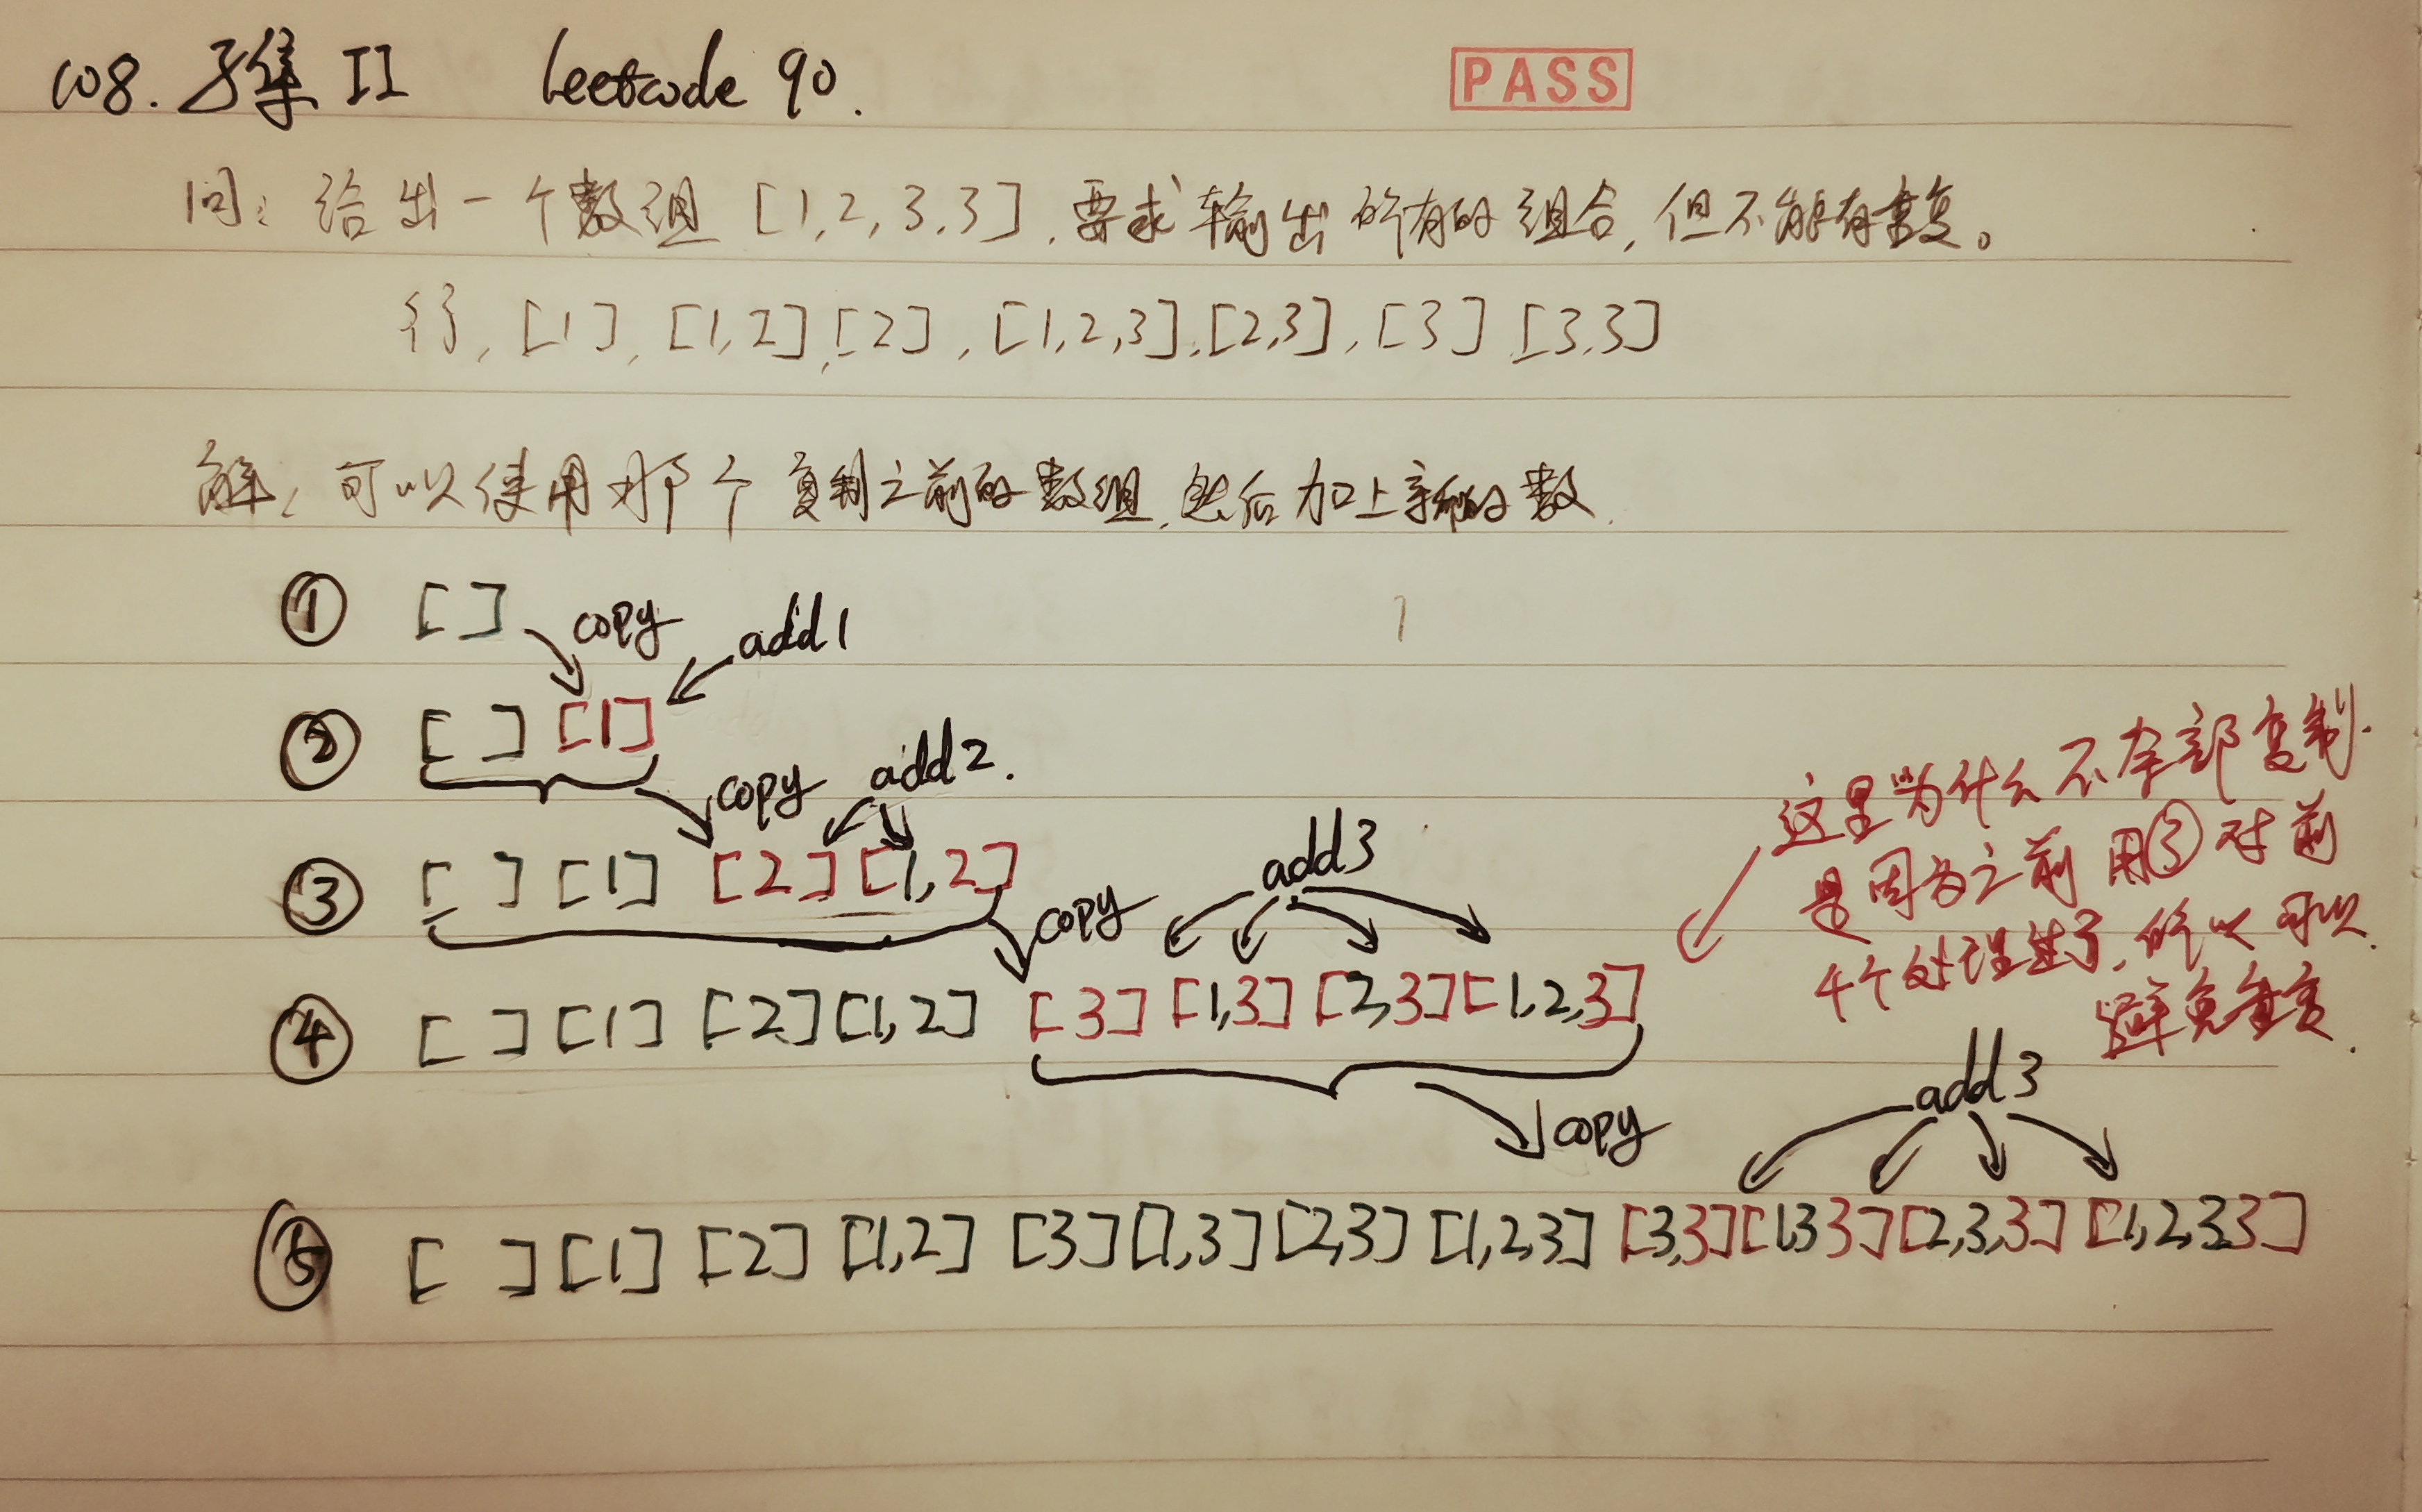 008. 子集 II leetcode 90.
PASS
问: 给出一个数组 [1,2,3,3], 要求输出所有的组合, 但不能有重复。
{}, [1], [1,2], [2], [1,2,3], [2,3], [3] [3,3]
解: 可以使用那个复制之前的数组, 然后加上新的数.
① [ ] copy add1
② [ ] [1]
copy add2.
③ [ ] [1] [2] [1,2]
copy add3
④ [ ] [1] [2] [1,2] [3] [1,3] [2,3] [1,2,3]
这里为什么不全部复制.
是因为之前用③对前
4个处理过了, 所以可以
避免重复.
copy add3
⑤ [ ] [1] [2] [1,2] [3] [1,3] [2,3] [1,2,3] [3,3] [1,3 3] [2,3,3] [1,2,3 3]